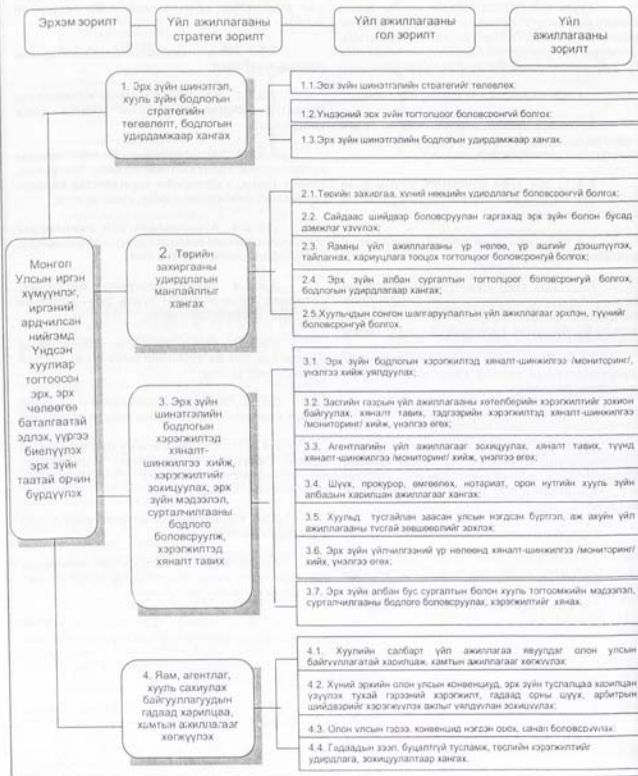 Эрхэм зорилт
Үйл ажиллагааны
стратеги зорилт
Үйл ажиллагааны
гол зорилт
Үйл
ажиллагааны
зорилт
Монгол
Улсын иргэн
хүмүүнлэг,
иргэний
ардчилсан
нийгэмд
Үндсэн
хуулиар
тогтоосон
эрх, эрх
чөлөөгөө
баталгаатай
эдлэх, үүргээ
биелүүлэх
эрх зүйн
таатай орчин
бүрдүүлэх
1. Эрх зүйн шинэтгэл,
хууль зүйн бодлогын
стратегийн
төлөвлөлт, бодлогын
удирдамжаар хангах
1.1.Эрх зүйн шинэтгэлийн стратегийг төлөвлөх;
1.2.Үндэсний эрх зүйн тогтолцоог боловсронгуй болгох;
1.3.Эрх зүйн шинэтгэлийн бодлогын удирдамжаар хангах.
2. Төрийн
захиргааны
удирдлагын
манлайллыг
хангах
2.1.Төрийн захиргаа, хүний нөөцийн удирдлагыг боловсронгуй болгох;
2.2. Сайдаас шийдвэр боловсруулан гаргахад эрх зүйн болон бусад
дэмжлэг үзүүлэх;
2.3. Яамны үйл ажиллагааны үр нөлөө, үр ашгийг дээшлүүлэх,
тайлагнах, хариуцлага тооцох тогтолцоог боловсронгуй болгох;
2.4. Эрх зүйн албан сургалтын тогтолцоог боловсронгуй болгох,
бодлогын удирдлагаар хангах;
2.5.Хуульчдын сонгон шалгаруулалтын үйл ажиллагааг эрхлэн, түүнийг
боловсронгуй болгох.
3. Эрх зүйн
шинэтгэлийн
бодлогын
хэрэгжилтэд
хяналт-
шинжилгээ хийж,
хэрэгжилтийг
зохицуулах, эрх
зүйн мэдээлэл,
сурталчилгааны
бодлого
боловсруулж,
хэрэгжилтэд
хяналт тавих
3.1. Эрх зүйн бодлогын хэрэгжилтэд хяналт-шинжилгээ /мониторинг/,
үнэлгээ хийж уялдуулах;
3.2. Засгийн газрын үйл ажиллагааны хөтөлбөрийн хэрэгжилтийг зохион
байгуулах, хяналт тавих, тэдгээрийн хэрэгжилтэд хяналт-шинжилгээ
/мониторинг/ хийж, үнэлгээ өгөх;
3.3. Агентлагийн үйл ажиллагааг зохицуулах, хяналт тавих, түүнд
хяналт-шинжилгээ /мониторинг/ хийж, үнэлгээ өгөх;
3.4. Шүүх, прокурор, өмгөөлөх, нотариат, орон нутгийн хууль зүйн
албадын харилцан ажиллагааг хангах;
3.5. Хуульд тусгайлан заасан улсын нэгдсэн бүртгэл, аж ахуйн үйл
ажиллагааны тусгай зөвшөөрлийг эрхлэх;
3.6. Эрх зүйн үйлчилгээний үр нөлөөнд хяналт-шинжилгээ /мониторинг/
хийх, үнэлгээ өгөх;
3.7. Эрх зүйн албан бус сургалтын болон хууль тогтоомжийн мэдээлэл,
сурталчилгааны бодлого боловсруулах, хэрэгжилтийг хянах.
4. Яам, агентлаг,
хууль сахиулах
байгууллагуудын
гадаад харилцаа,
хамтын ажиллагааг
хөгжүүлэх
4.1. Хуулийн салбарт үйл ажиллагаа явуулдаг олон улсын
байгууллагатай харилцаж, хамтын ажиллагааг хөгжүүлэх;
4.2. Хүний эрхийн олон улсын конвенциуд, эрх зүйн туслалцаа харилцан
үзүүлэх тухай гэрээний хэрэгжилт, гадаад орны шүүх, арбитрын
шийдвэрийг хэрэгжүүлэх ажлыг уялдуулан зохицуулах;
4.3. Олон улсын гэрээ, конвенцид нэгдэн орох, санал боловсруулах;
4.4. Гадаадын зээл, буцалтгүй тусламж, төслийн хэрэгжилтийг
удирдлага, зохицуулалтаар хангах.